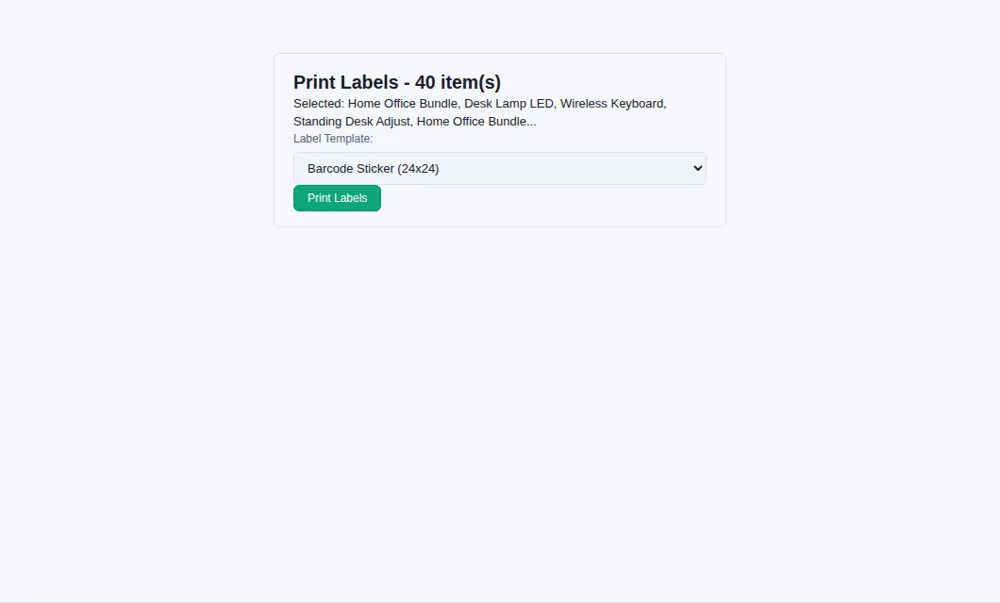 Print Labels - 40 item(s)
Selected: Home Office Bundle, Desk Lamp LED, Wireless Keyboard,
Standing Desk Adjust, Home Office Bundle...
Label Template:
Barcode Sticker (24x24)
Print Labels